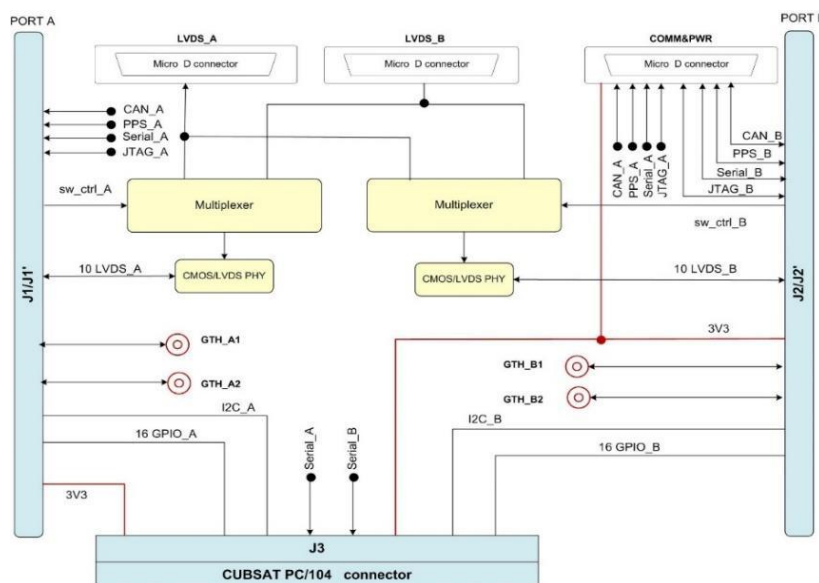 PORT A
LVDS_A
LVDS_B
COMM&PWR
PORT
Micro D connector
Micro D connector
Micro D connector
CAN_A
PPS_A
Serial_A
JTAG_A
CAN_B
PPS_B
Serial_B
JTAG_B
CAN_A
PPS_A
Serial_A
JTAG_A
sw_ctrl_A
Multiplexer
Multiplexer
sw_ctrl_B
10 LVDS_A
CMOS/LVDS PHY
CMOS/LVDS PHY
10 LVDS_B
J1/J1'
J2/J2'
3V3
GTH_A1
GTH_B1
GTH_A2
GTH_B2
I2C_A
I2C_B
16 GPIO_A
Serial_A
Serial_B
16 GPIO_B
3V3
J3
CUBSAT PC/104 connector